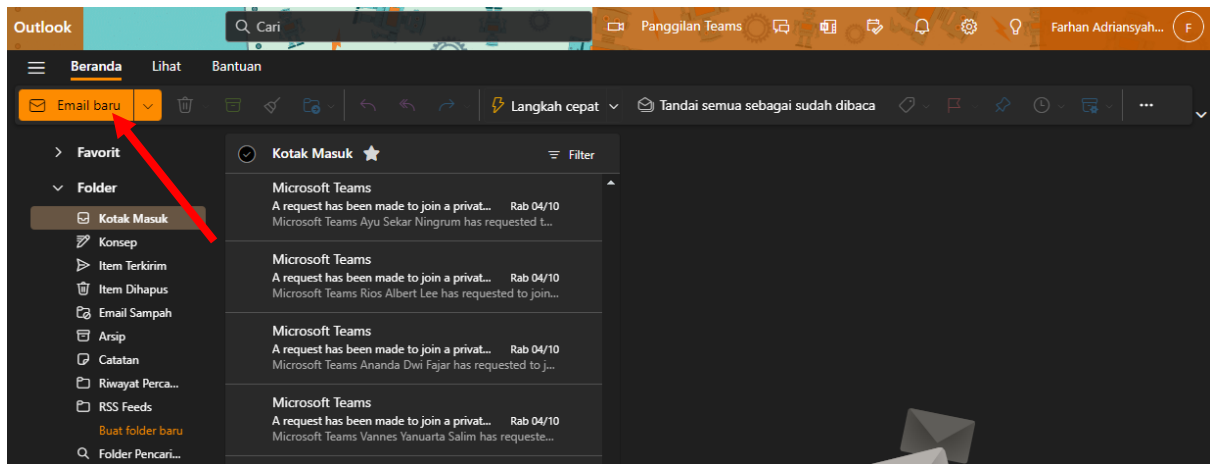 Outlook
Cari
Panggilan Teams
Farhan Adriansyah...
F
Beranda
Lihat
Bantuan
Email baru
Langkah cepat
Tandai semua sebagai sudah dibaca
Favorit
Folder
Kotak Masuk
Konsep
Item Terkirim
Item Dihapus
Email Sampah
Arsip
Catatan
Riwayat Perca...
RSS Feeds
Buat folder baru
Folder Pencari...
Kotak Masuk
Filter
Microsoft Teams
A request has been made to join a privat... Rab 04/10
Microsoft Teams Ayu Sekar Ningrum has requested t...
Microsoft Teams
A request has been made to join a privat... Rab 04/10
Microsoft Teams Rios Albert Lee has requested to join...
Microsoft Teams
A request has been made to join a privat... Rab 04/10
Microsoft Teams Ananda Dwi Fajar has requested to j...
Microsoft Teams
A request has been made to join a privat... Rab 04/10
Microsoft Teams Vannes Yanuarta Salim has requeste...